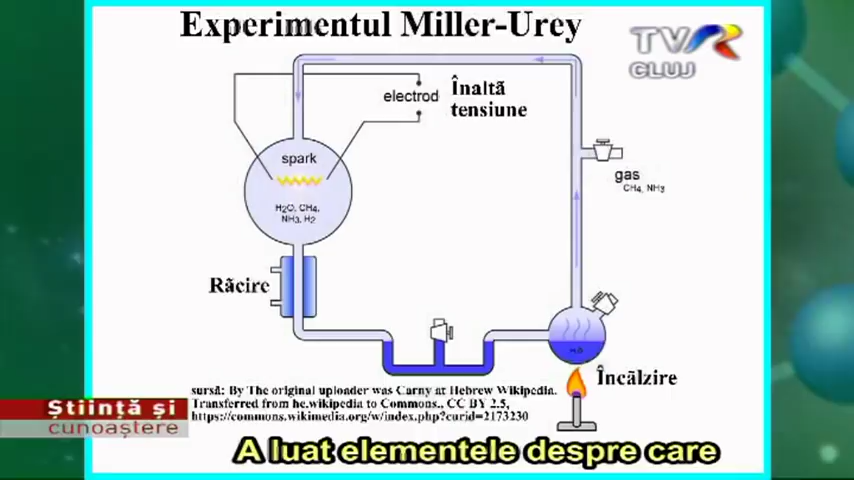 Experimentul Miller-Urey
TVR
CLUJ
electrod
Înaltă
tensiune
spark
gas
CH4, NH3
H2O, CH4,
NH3, H2
Răcire
H2O
Încălzire
sursă: By The original uploader was Carny at Hebrew Wikipedia.
Transferred from he.wikipedia to Commons., CC BY 2.5,
https://commons.wikimedia.org/w/index.php?curid=2173230
Știință și
cunoaștere
A luat elementele despre care